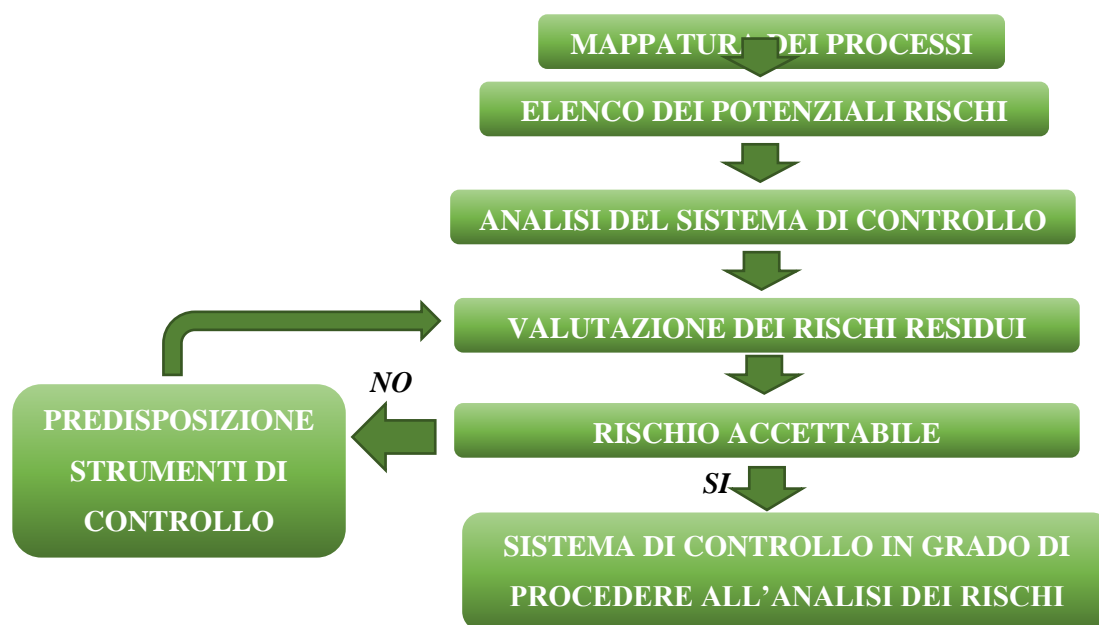 MAPPATURA DEI PROCESSI
ELENCO DEI POTENZIALI RISCHI
ANALISI DEL SISTEMA DI CONTROLLO
VALUTAZIONE DEI RISCHI RESIDUI
NO
PREDISPOSIZIONE
STRUMENTI DI
CONTROLLO
RISCHIO ACCETTABILE
SI
SISTEMA DI CONTROLLO IN GRADO DI
PROCEDERE ALL’ANALISI DEI RISCHI